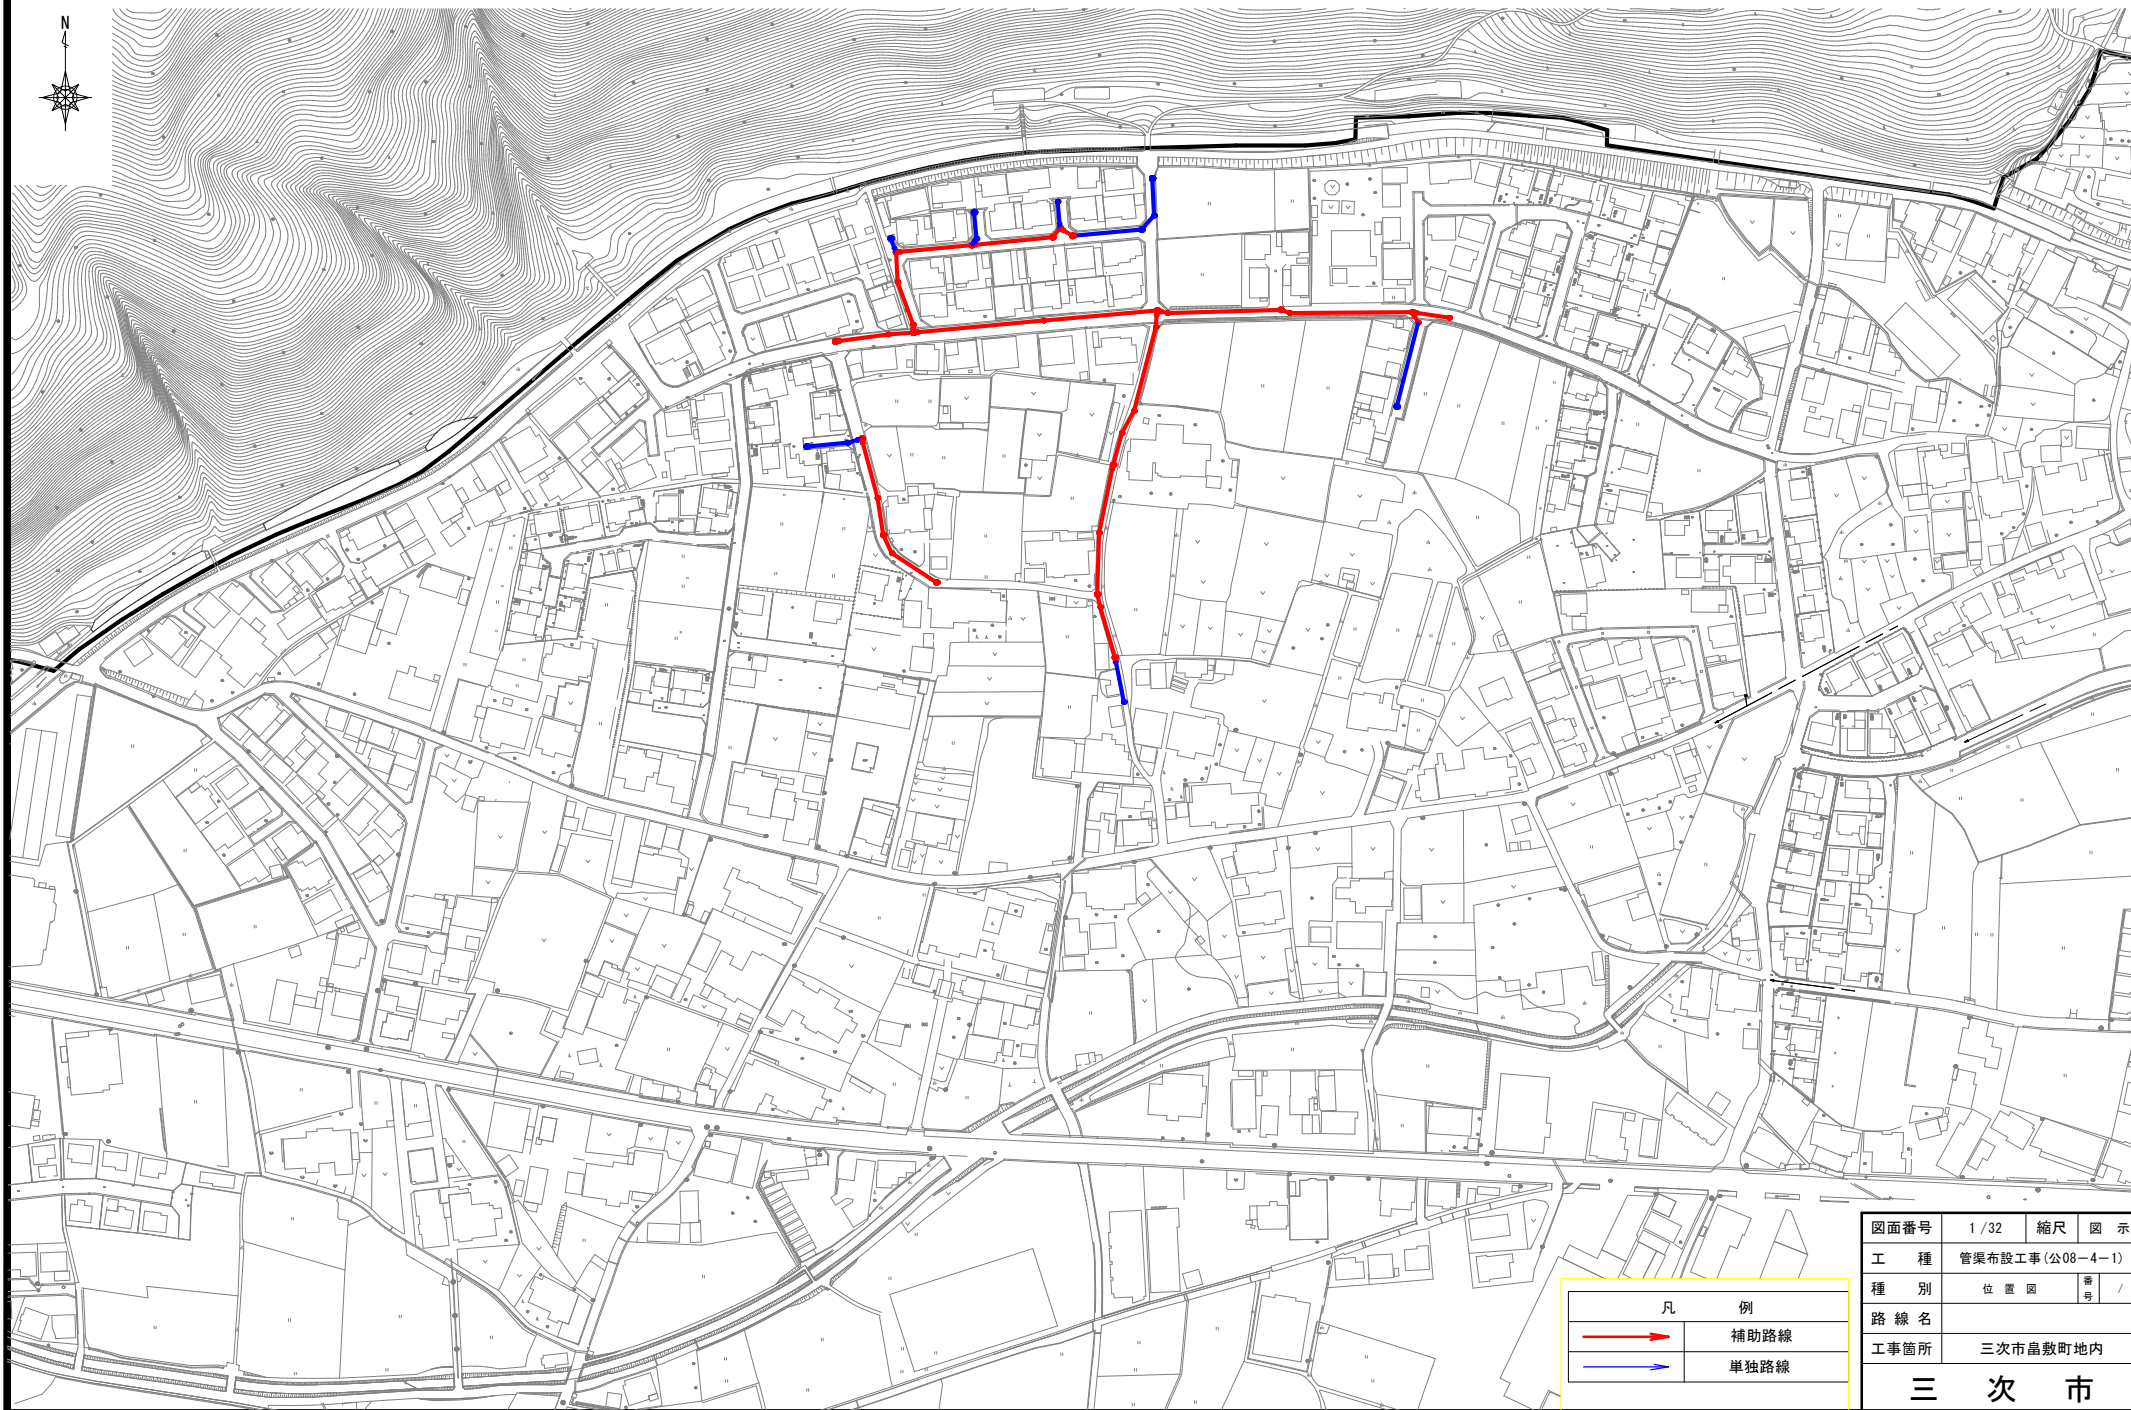 N
凡 例
補助路線
単独路線
図面番号 1/32 縮尺 図 示
工 種 管渠布設工事(公08-4-1)
種 別 位 置 図 番号 /
路 線 名
工事箇所 三次市畠敷町地内
三 次 市